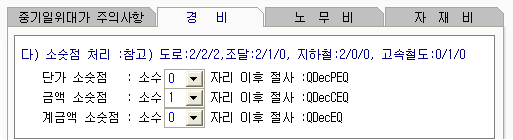 중기일위대가 주의사항 경 비 노 무 비 자 재 비
다) 소숫점 처리 :참고) 도로:2/2/2,조달:2/1/0, 지하철:2/0/0, 고속철도:0/1/0
단가 소숫점 : 소수 0 자리 이후 절사 :QDecPEQ
금액 소숫점 : 소수 1 자리 이후 절사 :QDecCEQ
계금액 소숫점 : 소수 0 자리 이후 절사 :QDecEQ